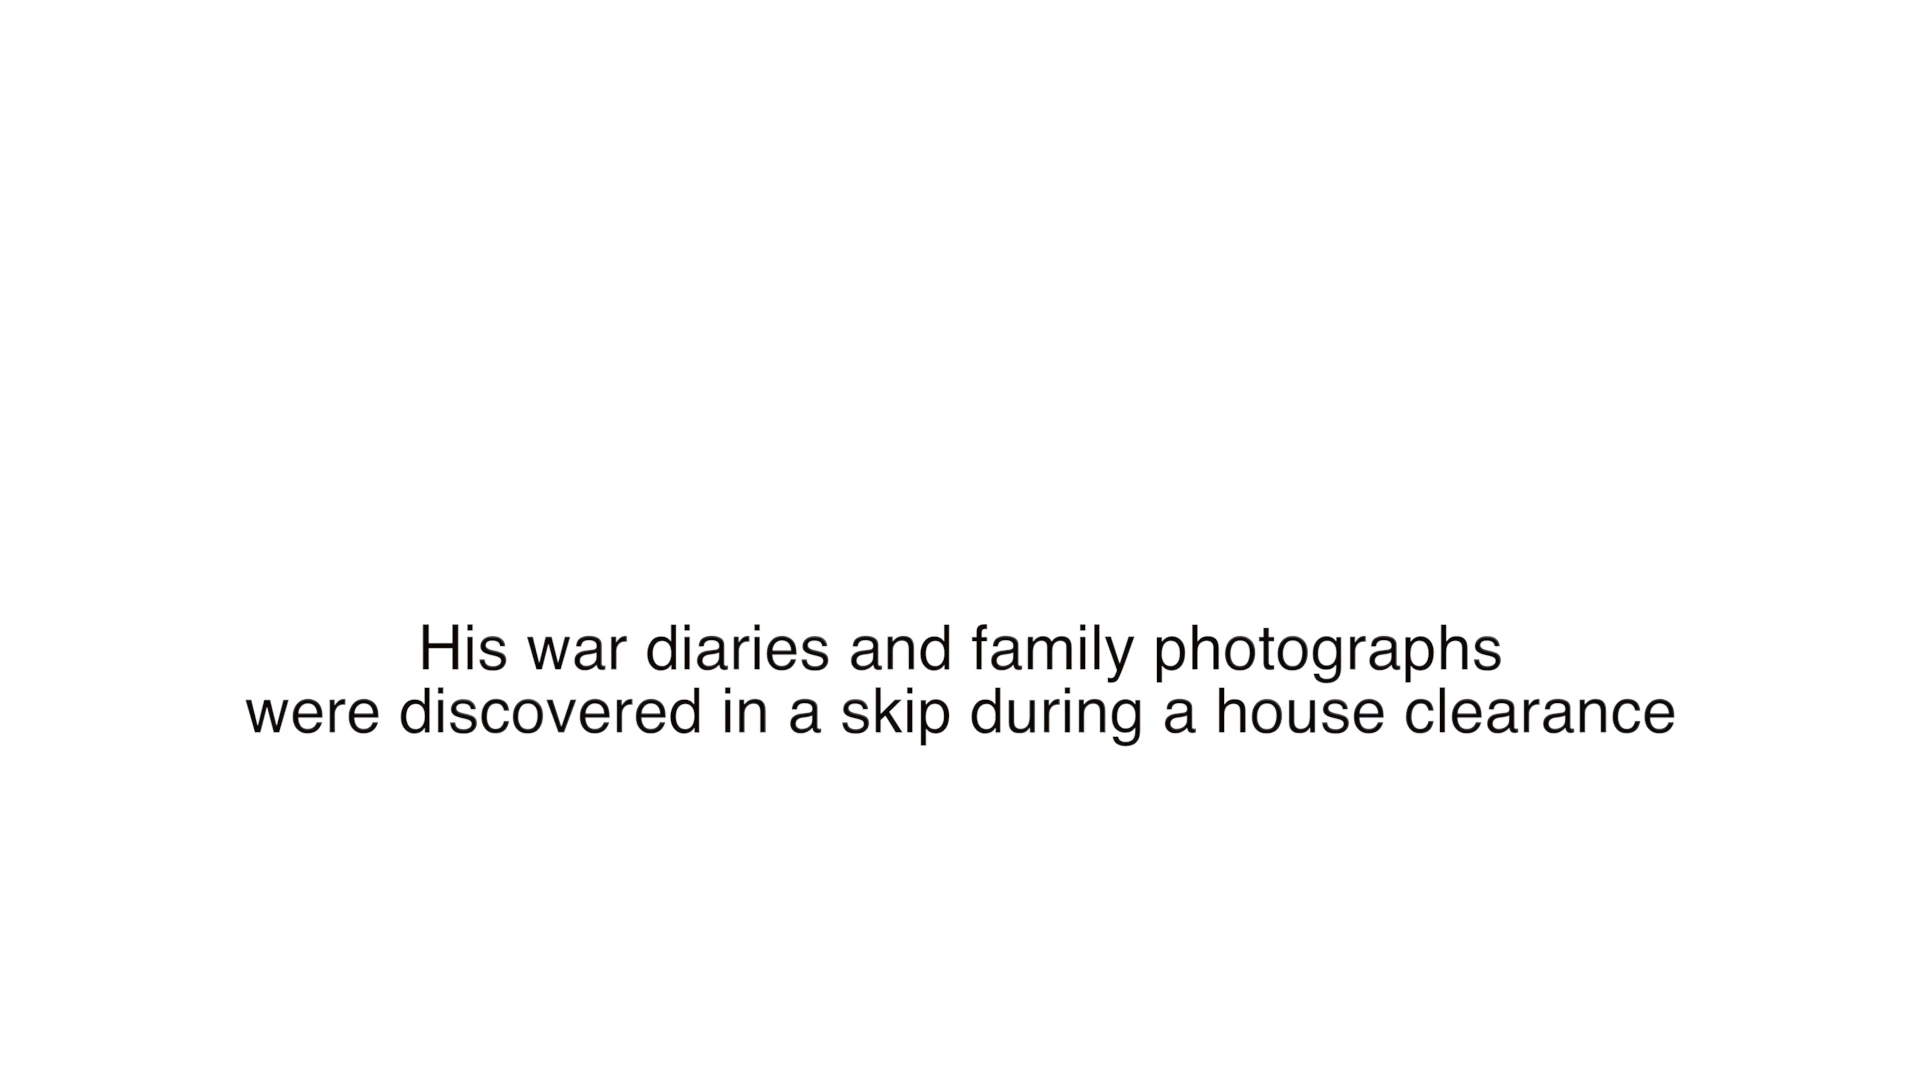 His war diaries and family photographs
were discovered in a skip during a house clearance